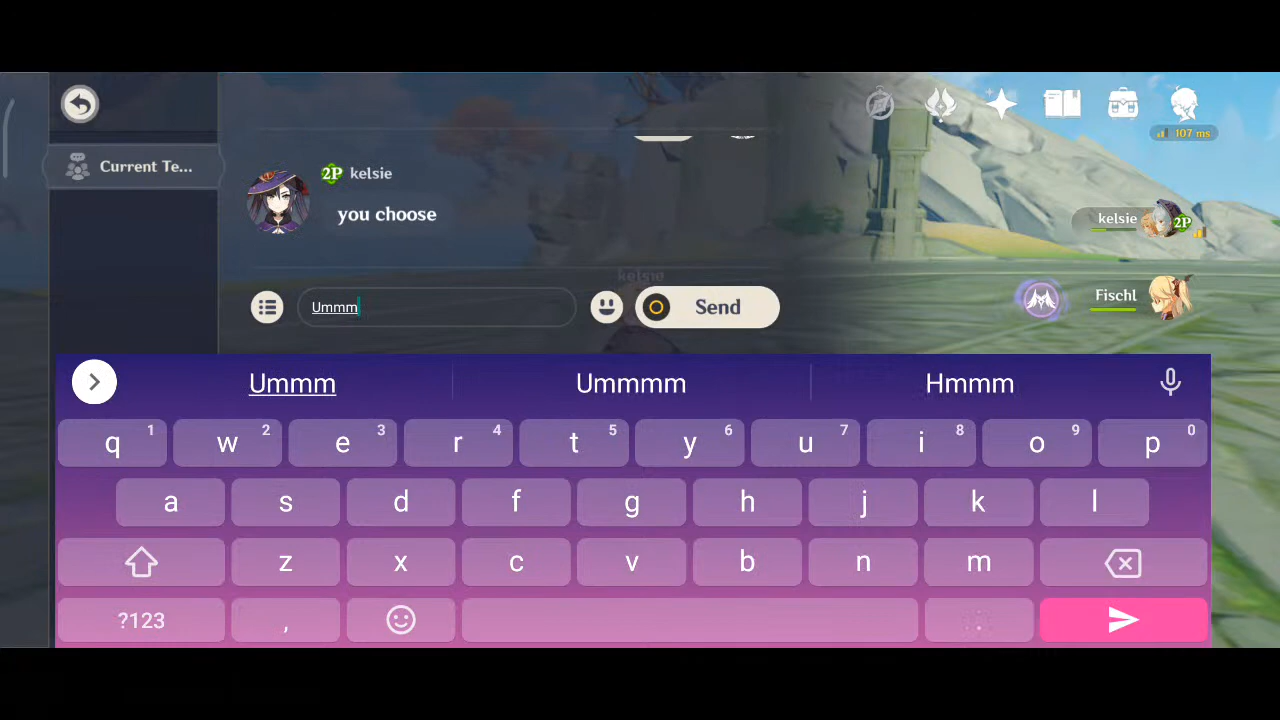 107 ms
Current Te...
2P kelsie
you choose
kelsie 2P
kelsie
Fischl
Ummm
Send
Ummm Ummmm Hmmm
q 1 w 2 e 3 r 4 t 5 y 6 u 7 i 8 o 9 p 0
a s d f g h j k l
z x c v b n m
?123 , .